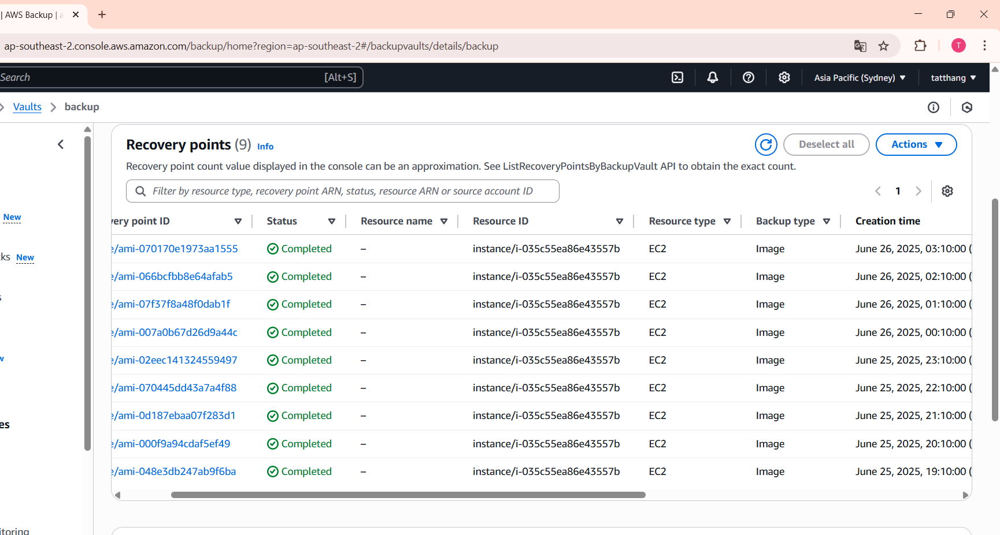 | AWS Backup | a
ap-southeast-2.console.aws.amazon.com/backup/home?region=ap-southeast-2#/backupvaults/details/backup
T
Search [Alt+S]
Asia Pacific (Sydney) tatthang
Vaults backup
New
ks New
s
w
es
itoring
Recovery points (9) Info
Deselect all
Actions
Recovery point count value displayed in the console can be an approximation. See ListRecoveryPointsByBackupVault API to obtain the exact count.
Filter by resource type, recovery point ARN, status, resource ARN or source account ID
1
very point ID Status Resource name Resource ID Resource type Backup type Creation time
e/ami-070170e1973aa1555 Completed – instance/i-035c55ea86e43557b EC2 Image June 26, 2025, 03:10:00 (
e/ami-066bcfbb8e64afab5 Completed – instance/i-035c55ea86e43557b EC2 Image June 26, 2025, 02:10:00 (
e/ami-07f37f8a48f0dab1f Completed – instance/i-035c55ea86e43557b EC2 Image June 26, 2025, 01:10:00 (
e/ami-007a0b67d26d9a44c Completed – instance/i-035c55ea86e43557b EC2 Image June 26, 2025, 00:10:00 (
e/ami-02eec141324559497 Completed – instance/i-035c55ea86e43557b EC2 Image June 25, 2025, 23:10:00 (
e/ami-070445dd43a7a4f88 Completed – instance/i-035c55ea86e43557b EC2 Image June 25, 2025, 22:10:00 (
e/ami-0d187ebaa07f283d1 Completed – instance/i-035c55ea86e43557b EC2 Image June 25, 2025, 21:10:00 (
e/ami-000f9a94cdaf5ef49 Completed – instance/i-035c55ea86e43557b EC2 Image June 25, 2025, 20:10:00 (
e/ami-048e3db247ab9f6ba Completed – instance/i-035c55ea86e43557b EC2 Image June 25, 2025, 19:10:00 (